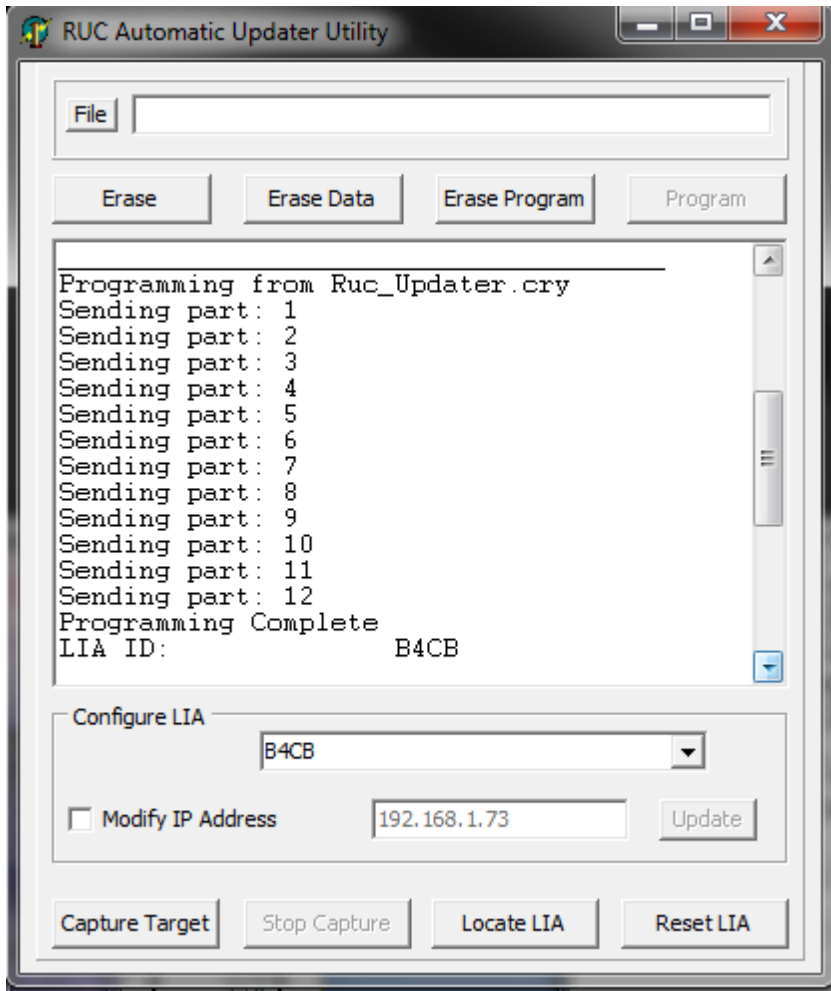 RUC Automatic Updater Utility
File
Erase Erase Data Erase Program Program
Programming from Ruc_Updater.cry
Sending part: 1
Sending part: 2
Sending part: 3
Sending part: 4
Sending part: 5
Sending part: 6
Sending part: 7
Sending part: 8
Sending part: 9
Sending part: 10
Sending part: 11
Sending part: 12
Programming Complete
LIA ID: B4CB
Configure LIA
B4CB
Modify IP Address 192.168.1.73 Update
Capture Target Stop Capture Locate LIA Reset LIA